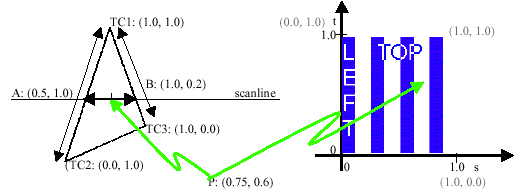 TC1: (1.0, 1.0)
A: (0.5, 1.0)
B: (1.0, 0.2)
scanline
TC3: (1.0, 0.0)
(TC2: (0.0, 1.0)
P: (0.75, 0.6)
(0.0, 1.0)
t
1.0
(1.0, 1.0)
LEFT
TOP
0
0
1.0
s
(1.0, 0.0)